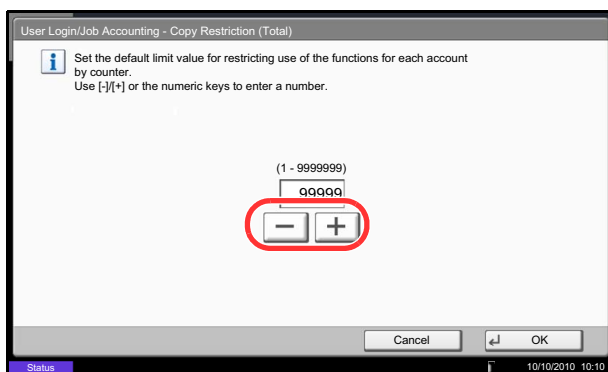 User Login/Job Accounting - Copy Restriction (Total)
Set the default limit value for restricting use of the functions for each account
by counter.
Use [-]/[+] or the numeric keys to enter a number.
(1 - 9999999)
99999
Cancel
OK
Status
10/10/2010 10:10